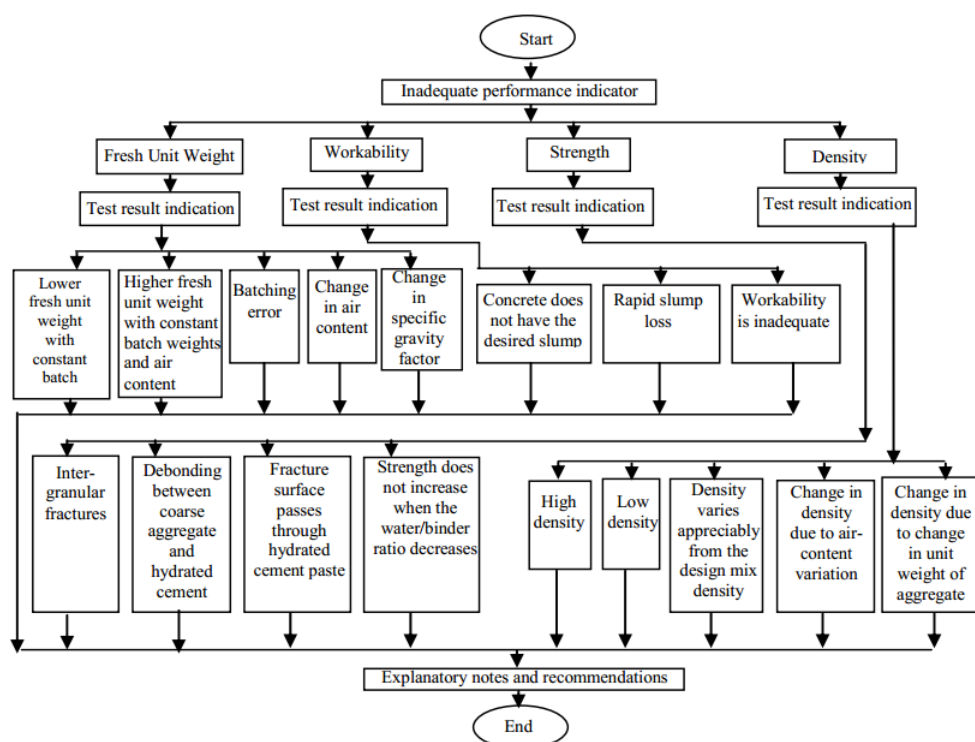 Start
Inadequate performance indicator
Fresh Unit Weight
Workability
Strength
Density
Test result indication
Test result indication
Test result indication
Test result indication
Lower
fresh unit
weight
with
constant
batch
Higher fresh
unit weight
with constant
batch weights
and air
content
Batching
error
Change
in air
content
Change
in
specific
gravity
factor
Concrete does
not have the
desired slump
Rapid slump
loss
Workability
is inadequate
Inter-
granular
fractures
Debonding
between
coarse
aggregate
and
hydrated
cement
Fracture
surface
passes
through
hydrated
cement paste
Strength does
not increase
when the
water/binder
ratio decreases
High
density
Low
density
Density
varies
appreciably
from the
design mix
density
Change in
density
due to air-
content
variation
Change in
density due
to change
in unit
weight of
aggregate
Explanatory notes and recommendations
End